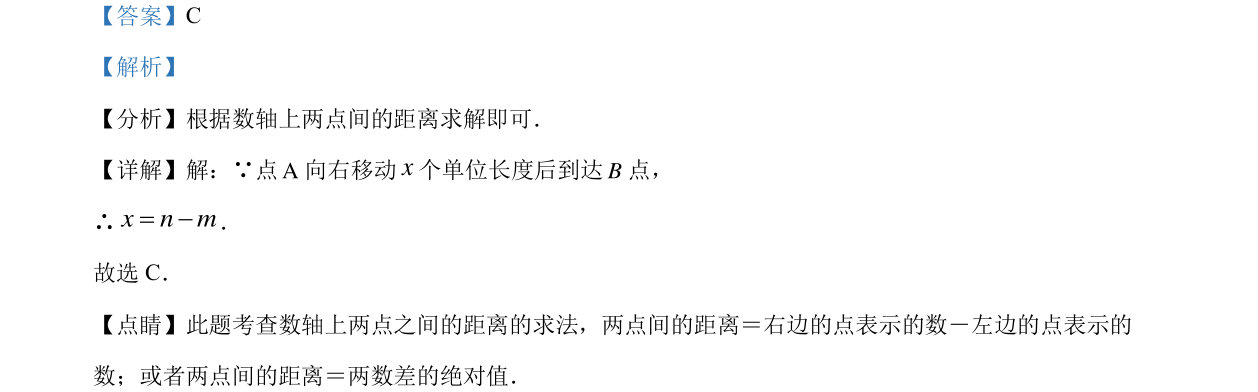 【答案】C
【解析】
【分析】根据数轴上两点间的距离求解即可．
【详解】解：∵点 A 向右移动 x 个单位长度后到达 B 点，
∴ x = n − m．
故选 C．
【点睛】此题考查数轴上两点之间的距离的求法，两点间的距离＝右边的点表示的数－左边的点表示的
数；或者两点间的距离＝两数差的绝对值．